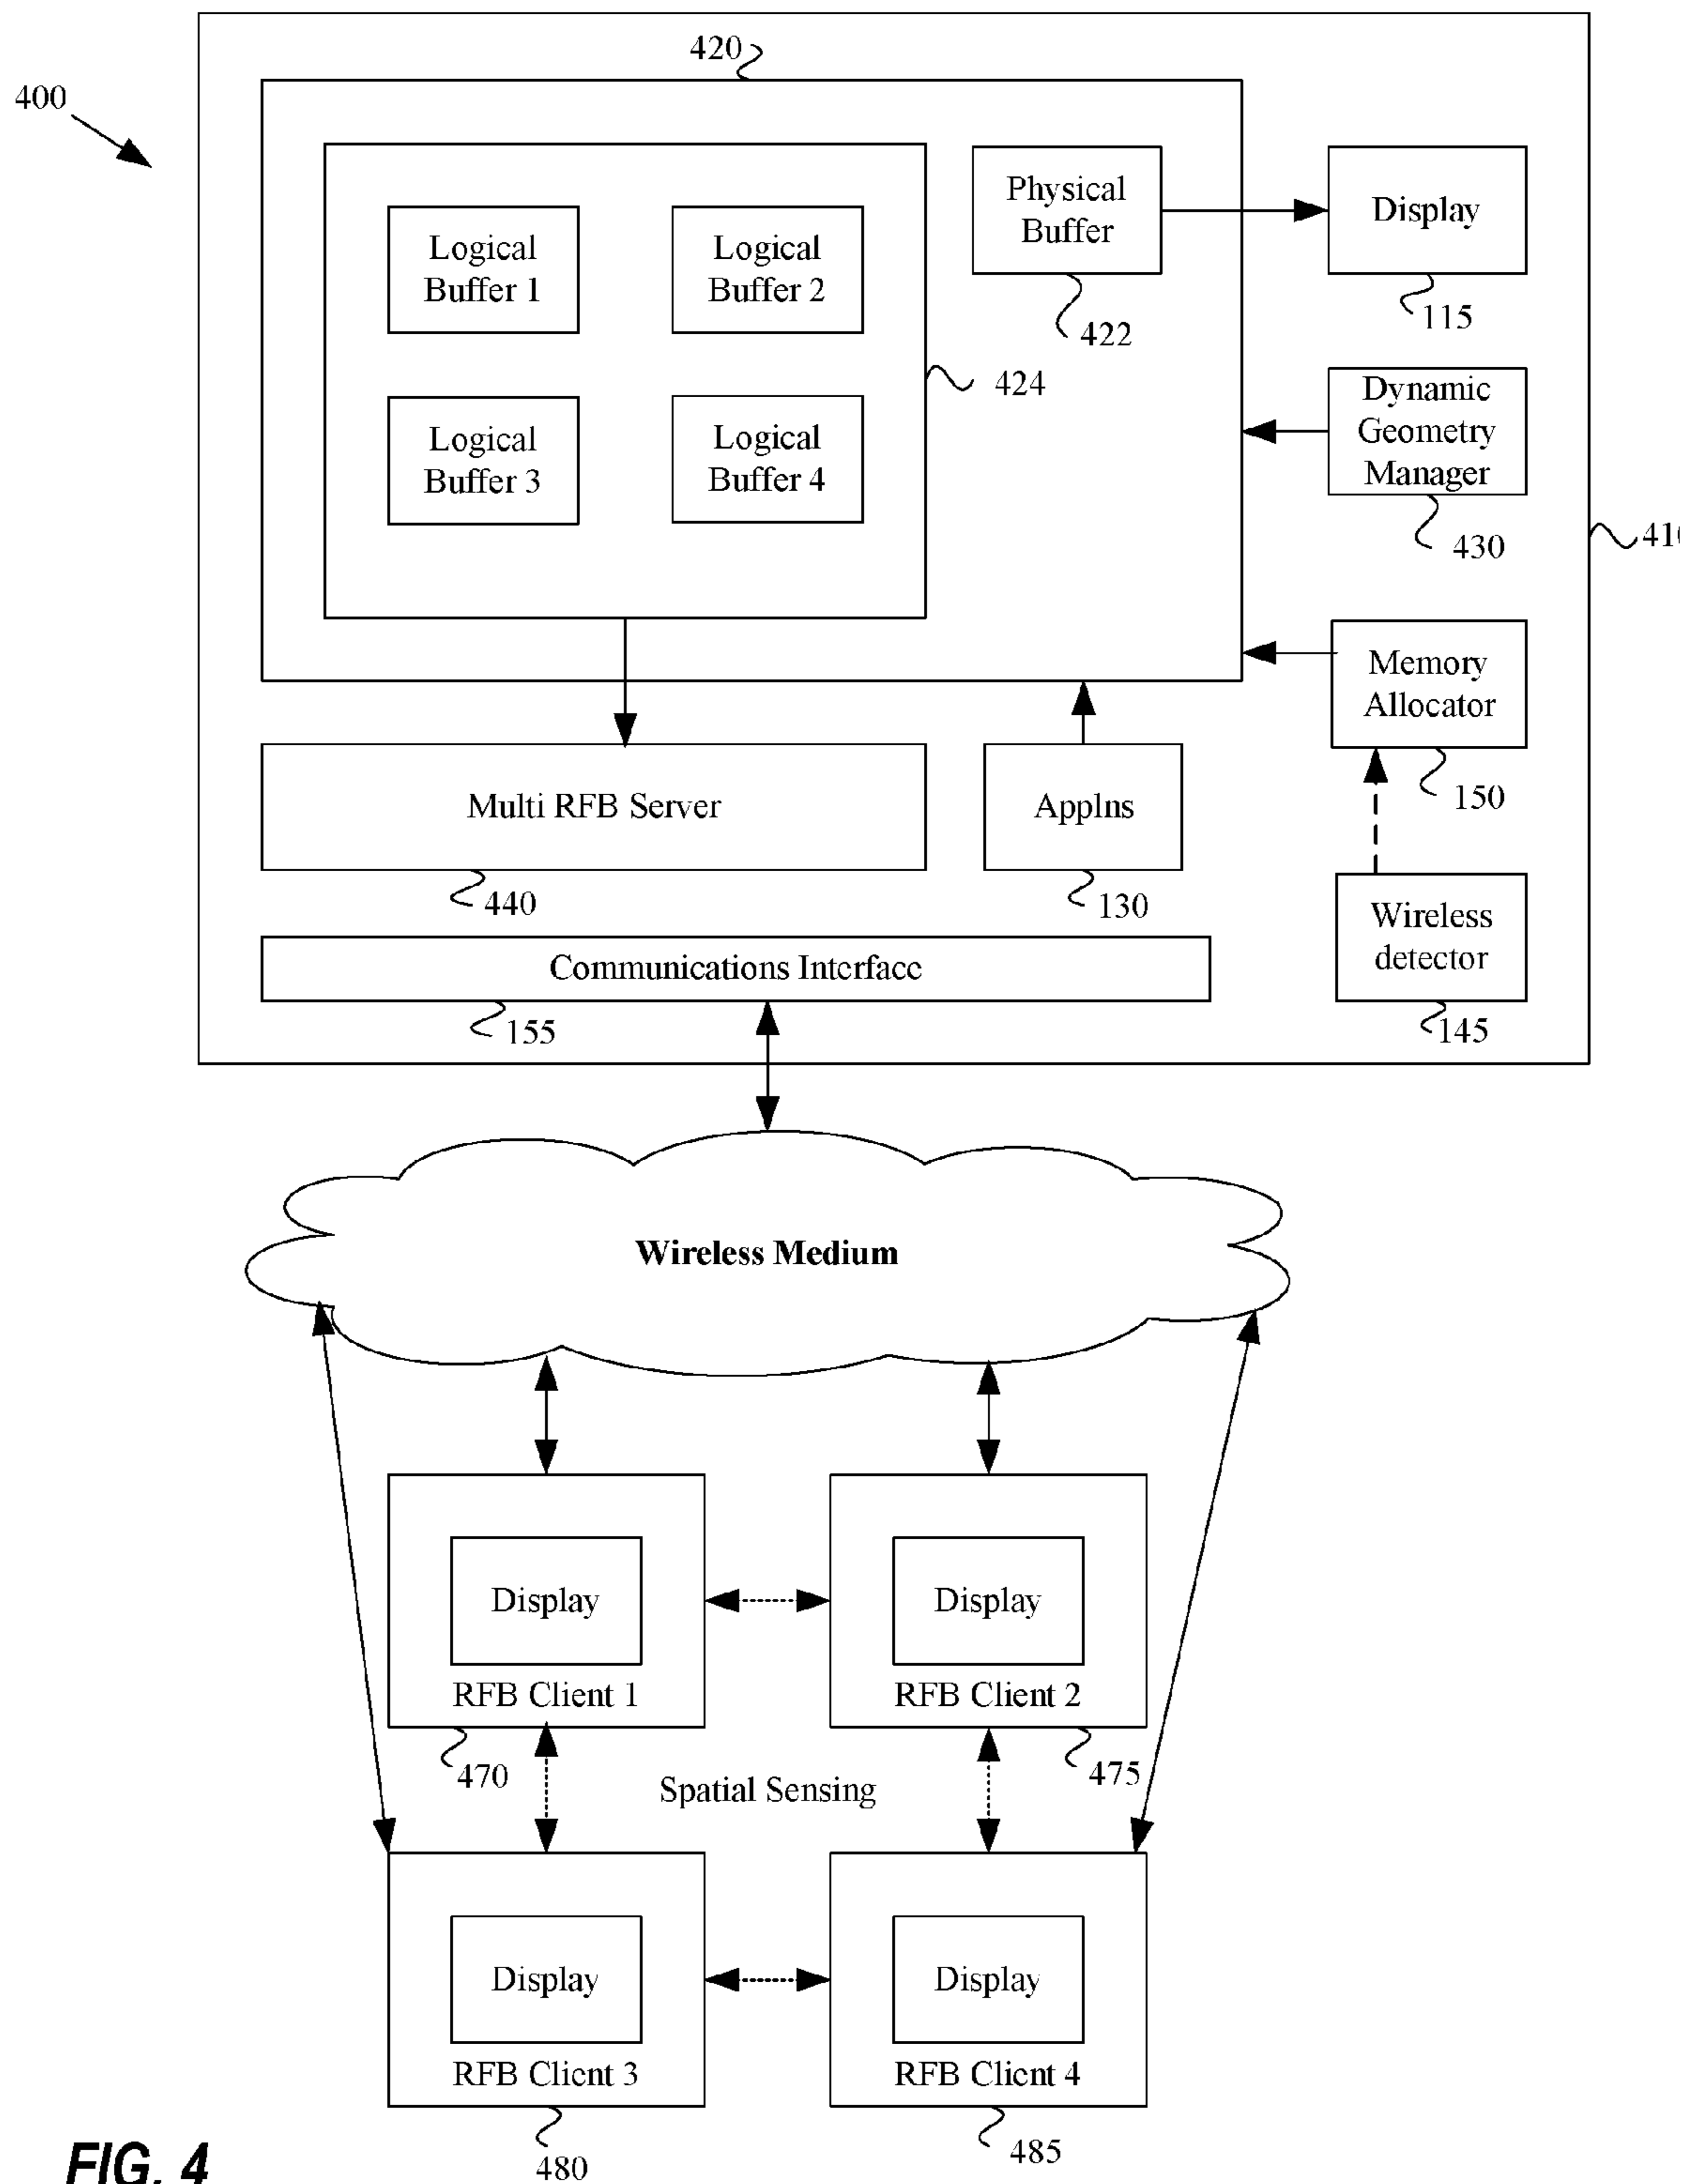 420
400
Physical
Buffer
Display
Logical
Buffer 1
Logical
Buffer 2
115
422
424
Dynamic
Geometry
Manager
Logical
Buffer 3
Logical
Buffer 4
430
Memory
Allocator
150
Multi RFB Server
Applns
440
130
Wireless
detector
Communications Interface
155
145
Wireless Medium
Display
RFB Client 1
Display
RFB Client 2
470
475
Spatial Sensing
Display
RFB Client 3
Display
RFB Client 4
480
485
FIG. 4